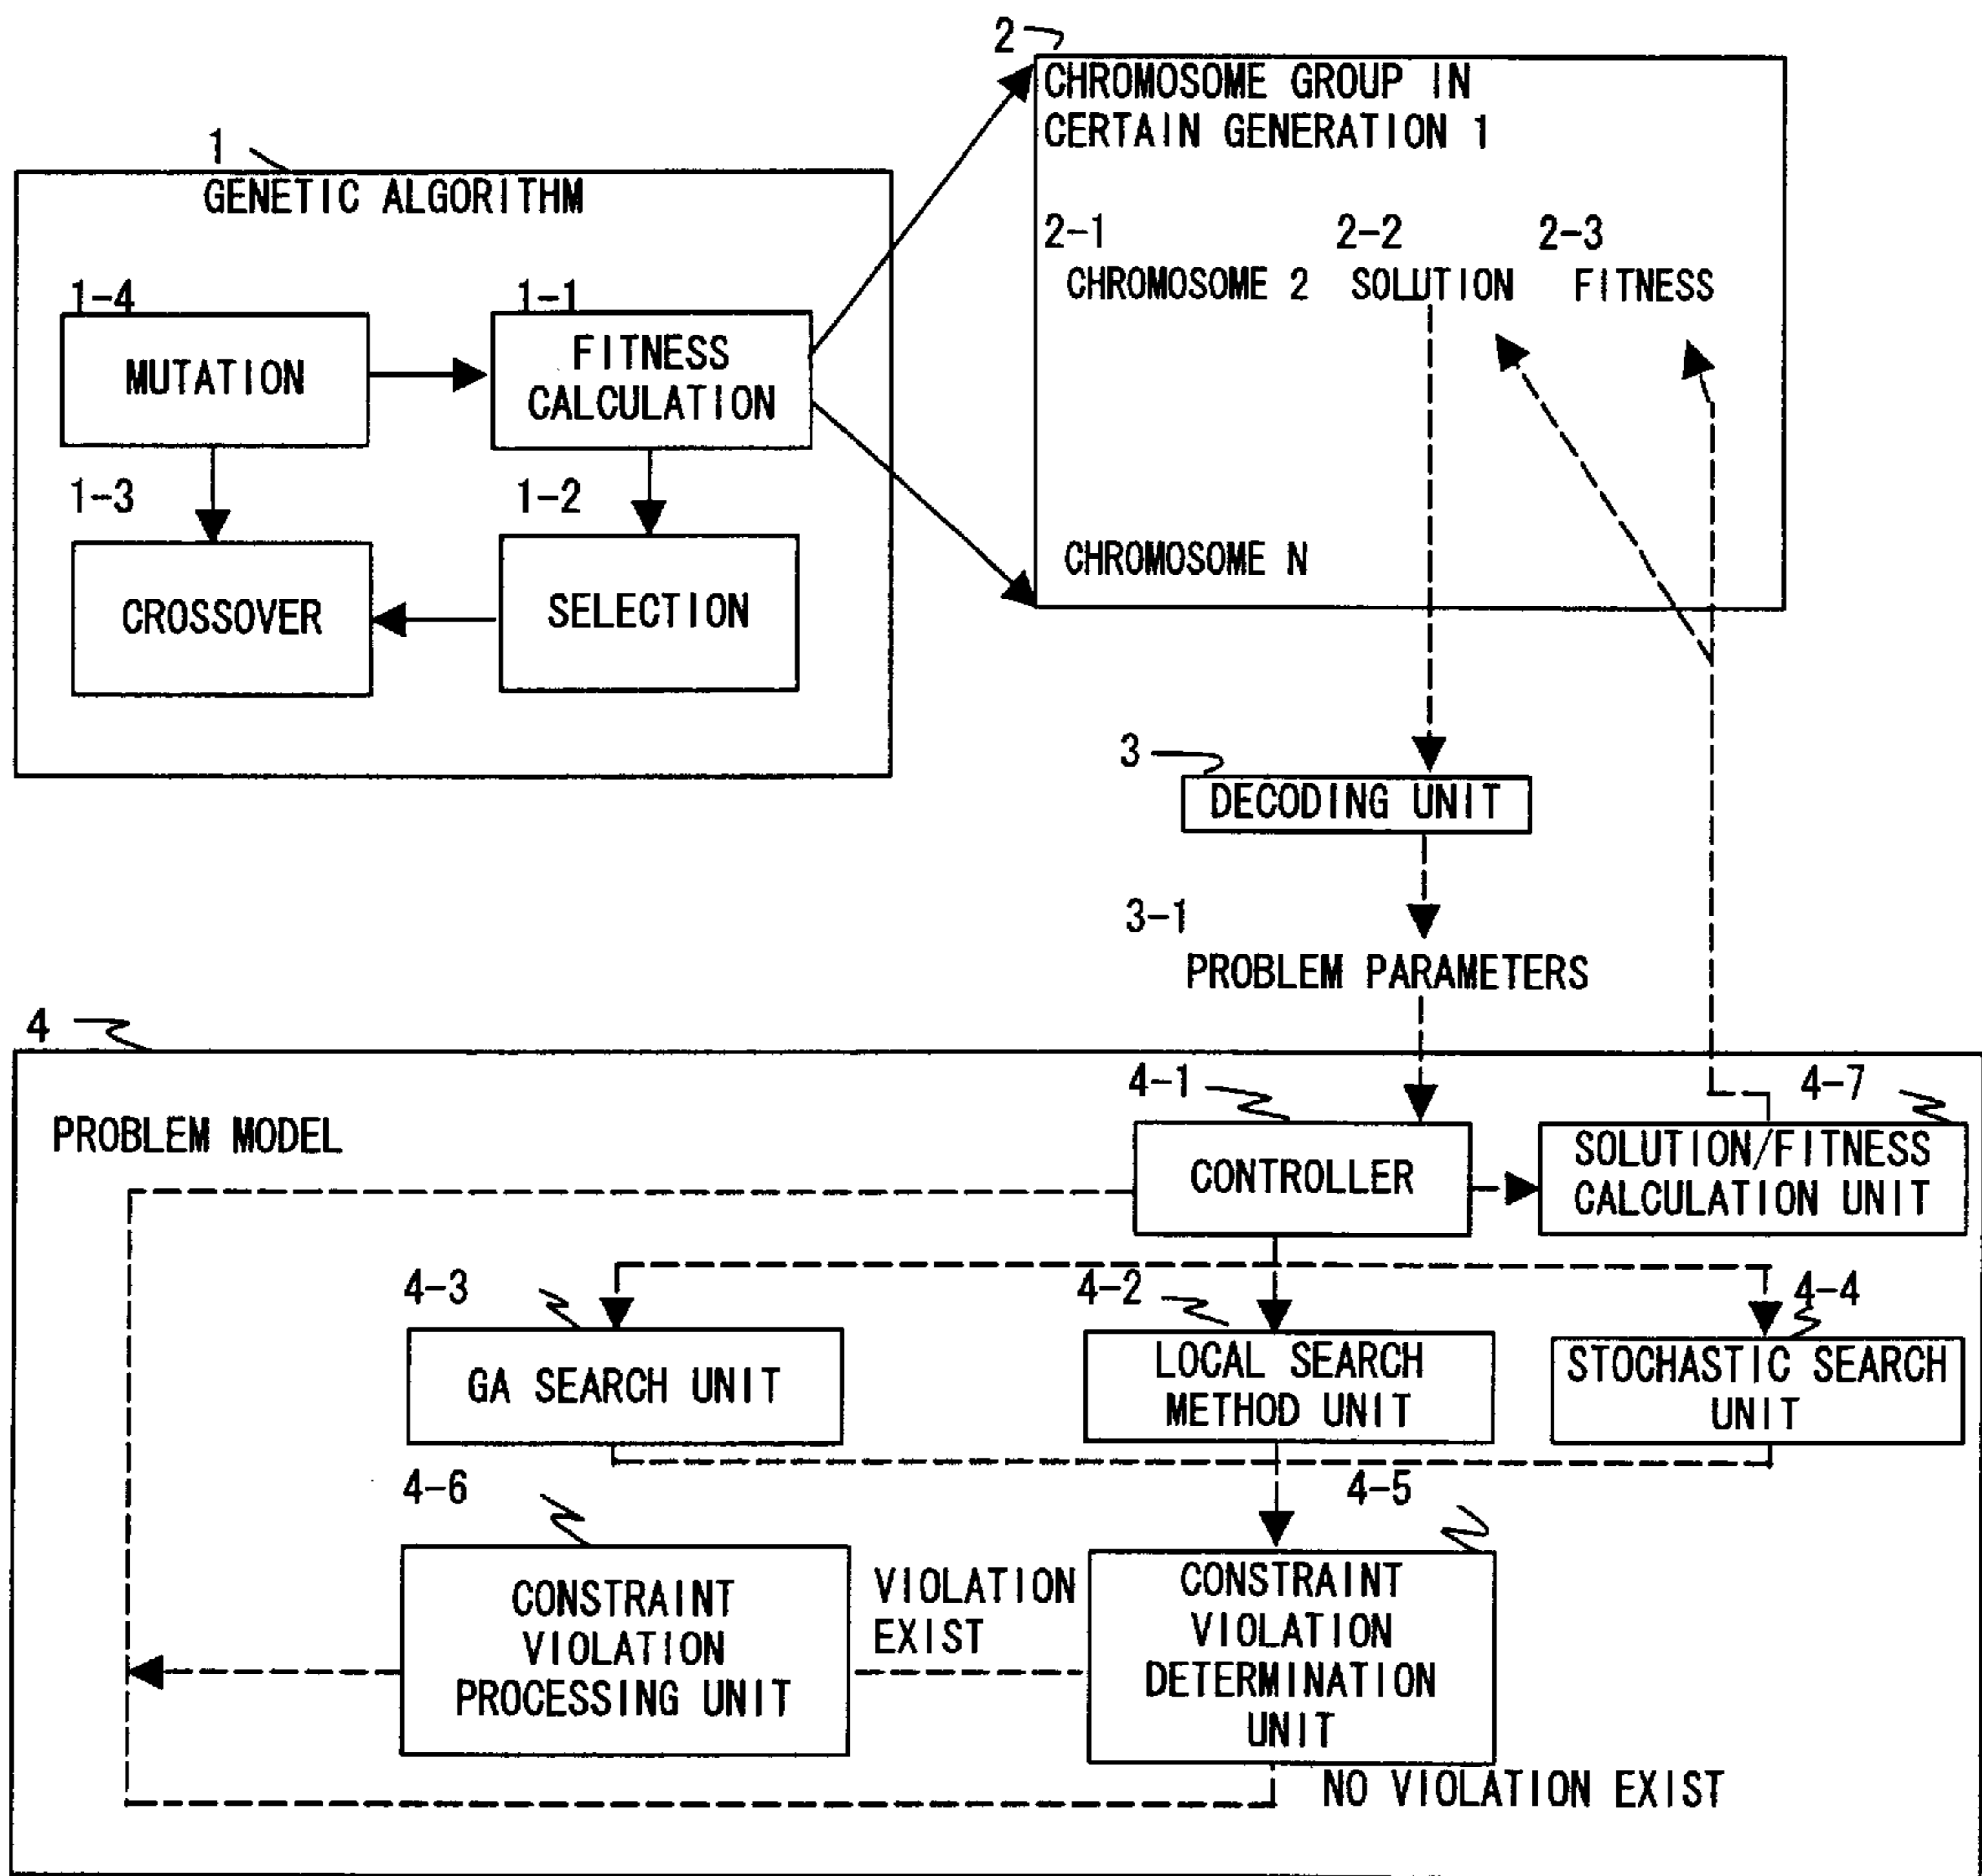 2
CHROMOSOME GROUP IN
CERTAIN GENERATION 1
1
GENETIC ALGORITHM
2-1
2-2
2-3
CHROMOSOME 2
SOLUTION
FITNESS
1-4
1-1
MUTATION
FITNESS
CALCULATION
1-3
1-2
CROSSOVER
SELECTION
CHROMOSOME N
3
DECODING UNIT
3-1
PROBLEM PARAMETERS
4
PROBLEM MODEL
4-1
4-7
CONTROLLER
SOLUTION/FITNESS
CALCULATION UNIT
4-3
4-2
4-4
GA SEARCH UNIT
LOCAL SEARCH
METHOD UNIT
STOCHASTIC SEARCH
UNIT
4-6
4-5
CONSTRAINT
VIOLATION
PROCESSING UNIT
VIOLATION
EXIST
CONSTRAINT
VIOLATION
DETERMINATION
UNIT
NO VIOLATION EXIST